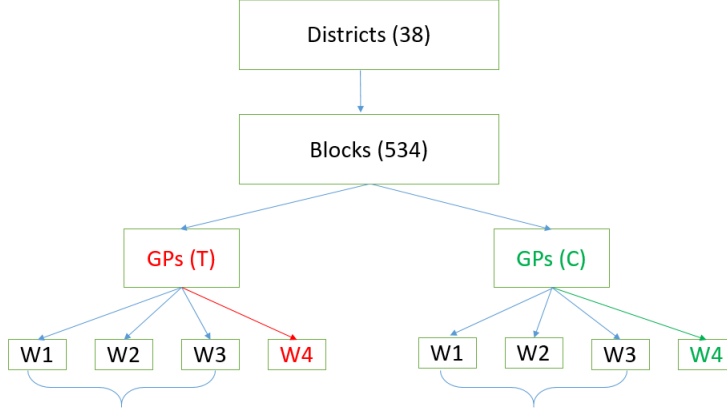 Districts (38)
Blocks (534)
GPs (T)
GPs (C)
W1
W2
W3
W4
W1
W2
W3
W4